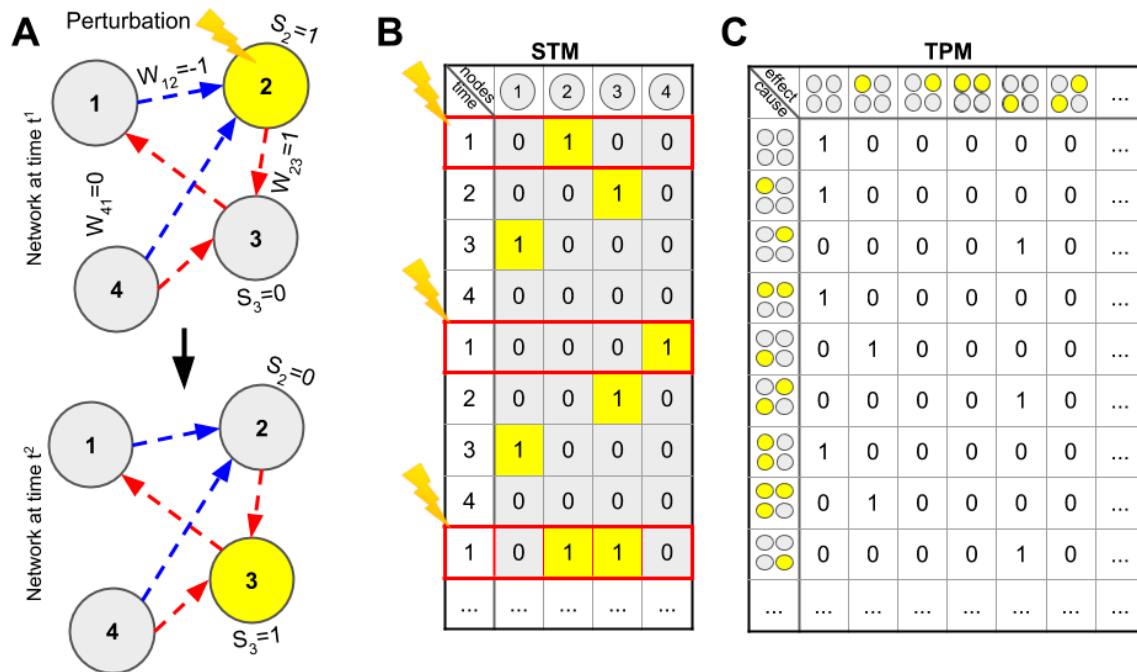 A
Perturbation
S2=1
W12=-1
1
2
W23=1
W41=0
3
4
S3=0
Network at time t1
S2=0
1
2
3
4
S3=1
Network at time t2
B
STM
nodes
time
1 2 3 4
1 0 1 0 0
2 0 0 1 0
3 1 0 0 0
4 0 0 0 0
1 0 0 0 1
2 0 0 1 0
3 1 0 0 0
4 0 0 0 0
1 0 1 1 0
... ... ... ... ...
C
TPM
effect
cause
...
1 0 0 0 0 0 ...
1 0 0 0 0 0 ...
0 0 0 0 1 0 ...
1 0 0 0 0 0 ...
0 1 0 0 0 0 ...
0 0 0 0 1 0 ...
1 0 0 0 0 0 ...
0 1 0 0 0 0 ...
0 0 0 0 1 0 ...
... ... ... ... ... ... ... ...